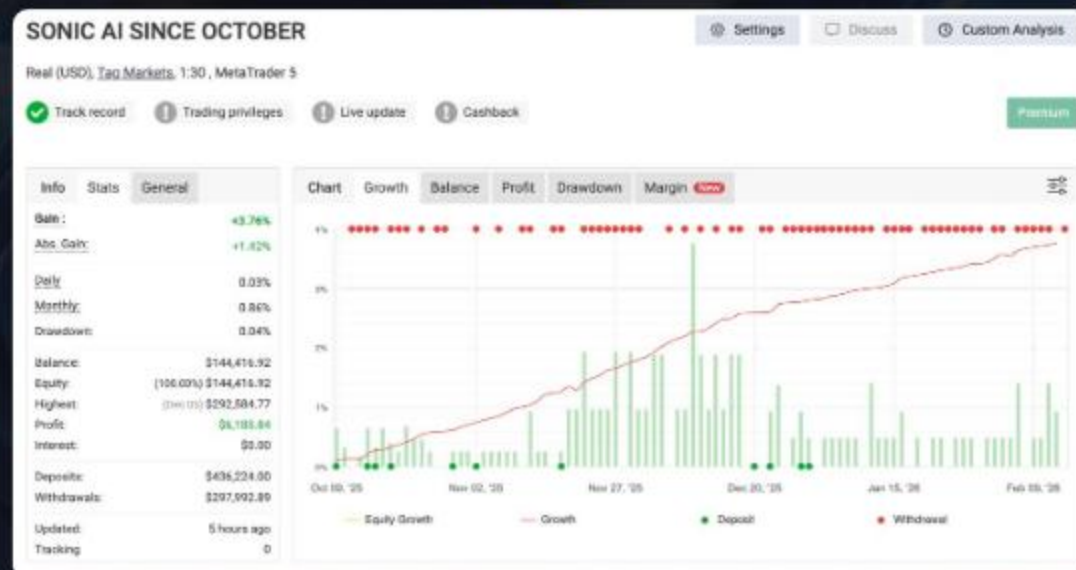 SONIC AI SINCE OCTOBER
Settings
Discuss
Custom Analysis
Real (USD), Taq Markets, 1:30 , MetaTrader 5
Track record
Trading privileges
Live update
Cashback
Premium
Info Stats General
Gain : +3.76%
Abs. Gain: +1.42%
Daily 0.03%
Monthly: 0.86%
Drawdown: 0.04%
Balance: $144,416.92
Equity: (100.00%) $144,416.92
Highest: $292,584.77
Profit:
Interest: $0.00
Deposits: $436,224.00
Withdrawals: $297,992.89
Updated: 5 hours ago
Tracking 0
Chart Growth Balance Profit Drawdown Margin New
4%
3%
2%
1%
0%
Oct 09, '25 Nov 02, '25 Nov 27, '25 Dec 20, '25 Jan 15, '26 Feb 09, '26
Equity Growth Growth Deposit Withdrawal